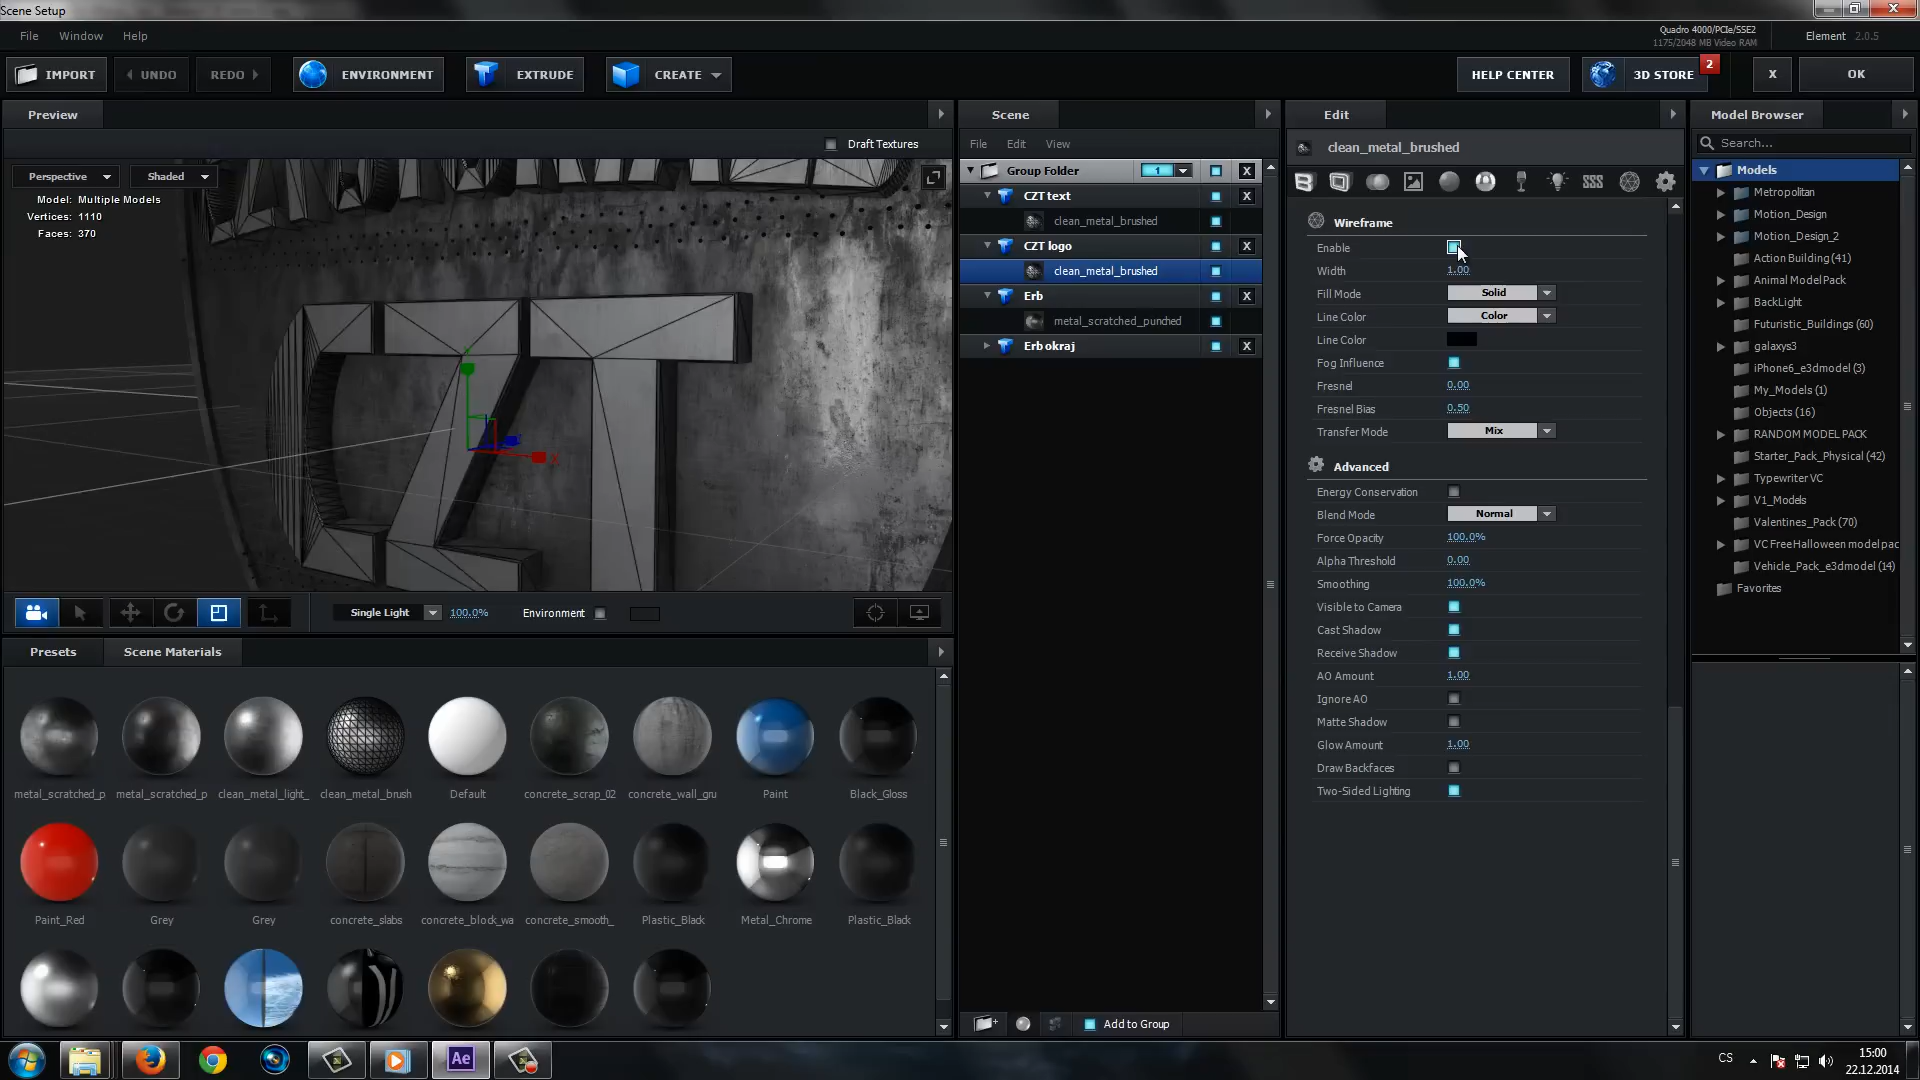 Scene Setup
File Window Help
Quadro 4000/PCIe/SSE2
1175/2048 MB Video RAM
Element 2.0.5
IMPORT UNDO REDO ENVIRONMENT EXTRUDE CREATE HELP CENTER 3D STORE 2 X OK
Preview
Draft Textures
Perspective Shaded
Model: Multiple Models
Vertices: 1110
Faces: 370
CZT
Single Light 100.0% Environment
Presets Scene Materials
metal_scratched_p metal_scratched_p clean_metal_light_ clean_metal_brush Default concrete_scrap_02 concrete_wall_gru Paint Black_Gloss
Paint_Red Grey Grey concrete_slabs concrete_block_wa concrete_smooth_ Plastic_Black Metal_Chrome Plastic_Black
Scene
File Edit View
Group Folder 1 X
CZT text X
clean_metal_brushed
CZT logo X
clean_metal_brushed
Erb X
metal_scratched_punched
Erb okraj X
Add to Group
Edit
clean_metal_brushed
Wireframe
Enable
Width 1.00
Fill Mode Solid
Line Color Color
Line Color
Fog Influence
Fresnel 0.00
Fresnel Bias 0.50
Transfer Mode Mix
Advanced
Energy Conservation
Blend Mode Normal
Force Opacity 100.0%
Alpha Threshold 0.00
Smoothing 100.0%
Visible to Camera
Cast Shadow
Receive Shadow
AO Amount 1.00
Ignore AO
Matte Shadow
Glow Amount 1.00
Draw Backfaces
Two-Sided Lighting
Model Browser
Search...
Models
Metropolitan
Motion_Design
Motion_Design_2
Action Building (41)
Animal Model Pack
BackLight
Futuristic_Buildings (60)
galaxys3
iPhone6_e3dmodel (3)
My_Models (1)
Objects (16)
RANDOM MODEL PACK
Starter_Pack_Physical (42)
Typewriter VC
V1_Models
Valentines_Pack (70)
VC Free Halloween model pac
Vehicle_Pack_e3dmodel (14)
Favorites
Ae
CS
15:00
22.12.2014